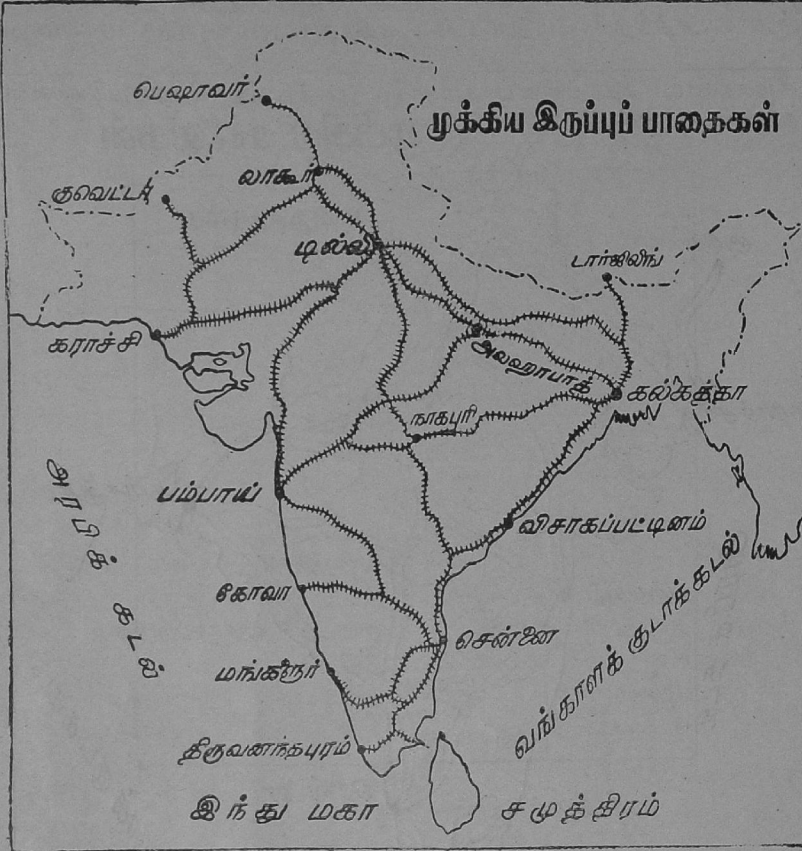 முக்கிய இருப்புப் பாதைகள்
பெஷாவர்
லாகூர்
குவெட்டா
டில்லி
டார்ஜிலிங்
கராச்சி
அலஹாபாத்
கல்கத்தா
நாகபுரி
பம்பாய்
விசாகப்பட்டினம்
அரபிக் கடல்
கோவா
சென்னை
மங்களூர்
வங்காளக் குடாக்கடல்
திருவனந்தபுரம்
இந்து மகா சமுத்திரம்